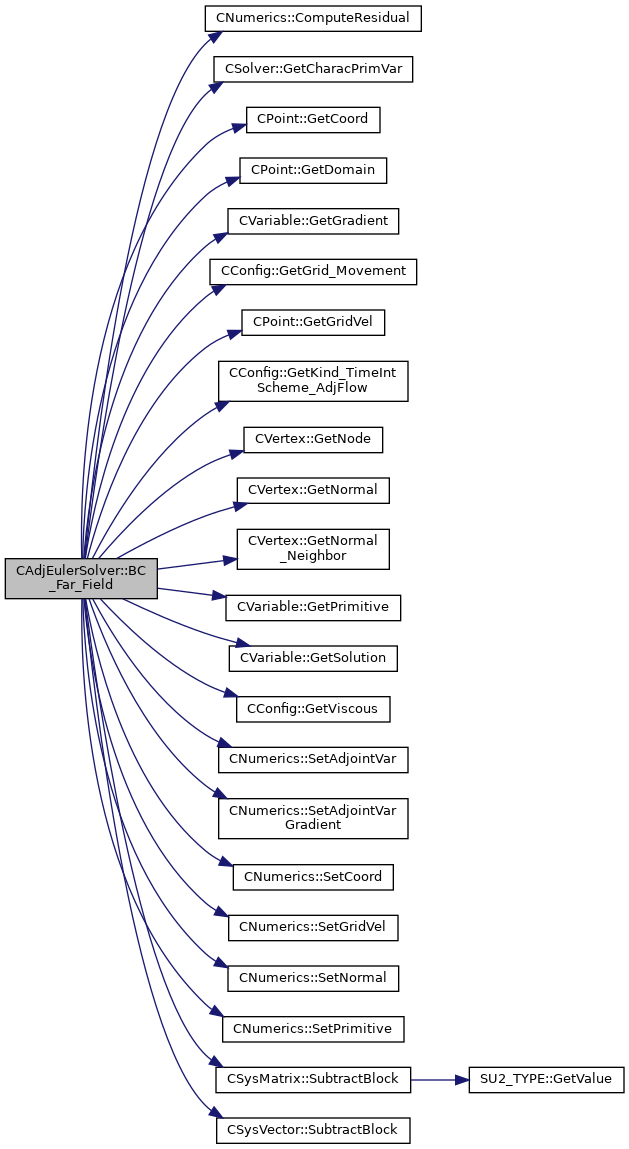 CNumerics::ComputeResidual
CSolver::GetCharacPrimVar
CPoint::GetCoord
CPoint::GetDomain
CVariable::GetGradient
CConfig::GetGrid_Movement
CPoint::GetGridVel
CConfig::GetKind_TimeInt
Scheme_AdjFlow
CVertex::GetNode
CVertex::GetNormal
CVertex::GetNormal
_Neighbor
CAdjEulerSolver::BC
_Far_Field
CVariable::GetPrimitive
CVariable::GetSolution
CConfig::GetViscous
CNumerics::SetAdjointVar
CNumerics::SetAdjointVar
Gradient
CNumerics::SetCoord
CNumerics::SetGridVel
CNumerics::SetNormal
CNumerics::SetPrimitive
CSysMatrix::SubtractBlock
SU2_TYPE::GetValue
CSysVector::SubtractBlock